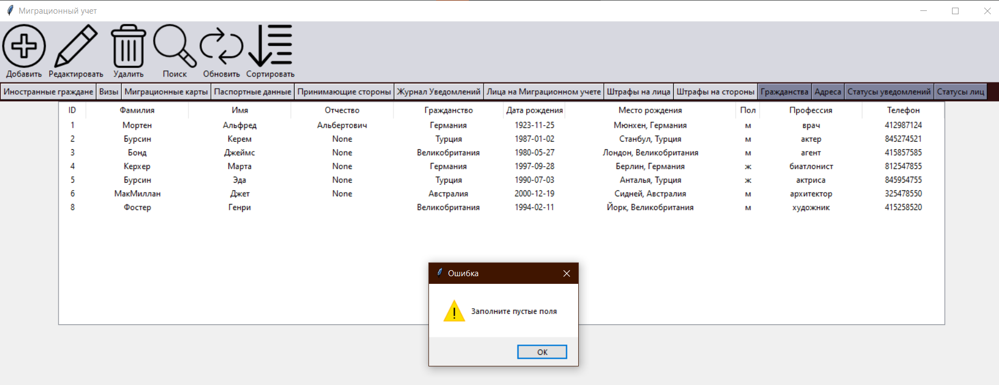 Миграционный учет
Добавить Редактировать Удалить Поиск Обновить Сортировать
Иностранные граждане Визы Миграционные карты Паспортные данные Принимающие стороны Журнал Уведомлений Лица на Миграционном учете Штрафы на лица Штрафы на стороны Гражданства Адреса Статусы уведомлений Статусы лиц
ID Фамилия Имя Отчество Гражданство Дата рождения Место рождения Пол Профессия Телефон
1 Мортен Альфред Альбертович Германия 1923-11-25 Мюнхен, Германия м врач 412987124
2 Бурсин Керем None Турция 1987-01-02 Станбул, Турция м актер 845274521
3 Бонд Джеймс None Великобритания 1980-05-27 Лондон, Великобритания м агент 415857585
4 Керхер Марта None Германия 1997-09-28 Берлин, Германия ж биатлонист 812547855
5 Бурсин Эда None Турция 1990-07-03 Анталья, Турция ж актриса 845954755
6 МакМиллан Джет None Австралия 2000-12-19 Сидней, Австралия м архитектор 325478550
8 Фостер Генри Великобритания 1994-02-11 Йорк, Великобритания м художник 415258520
Ошибка
Заполните пустые поля
ОК